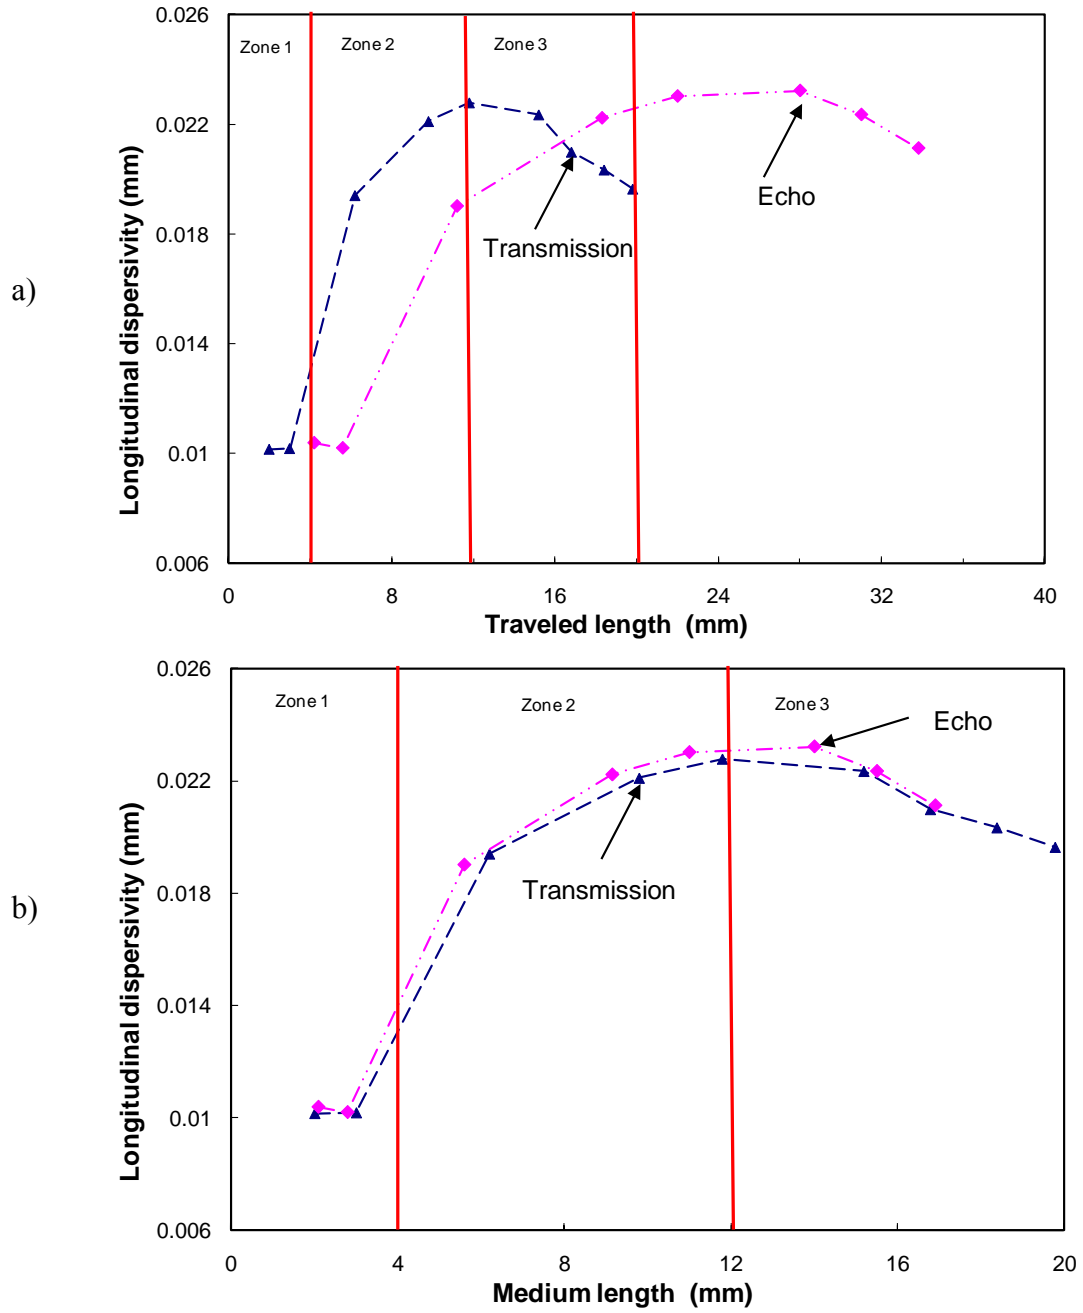 a)
Longitudinal dispersivity (mm)
0.026
0.022
0.018
0.014
0.01
0.006
Zone 1
Zone 2
Zone 3
Echo
Transmission
0
8
16
24
32
40
Traveled length (mm)
b)
Longitudinal dispersivity (mm)
0.026
0.022
0.018
0.014
0.01
0.006
Zone 1
Zone 2
Zone 3
Echo
Transmission
0
4
8
12
16
20
Medium length (mm)